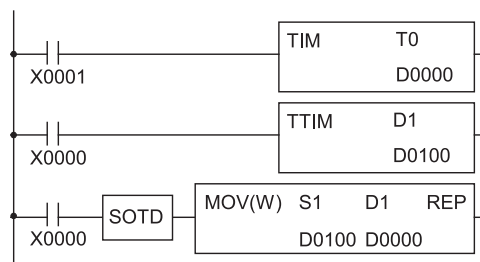 TIM T0
X0001 D0000
TTIM D1
X0000 D0100
SOTD MOV(W) S1 D1 REP
X0000 D0100 D0000